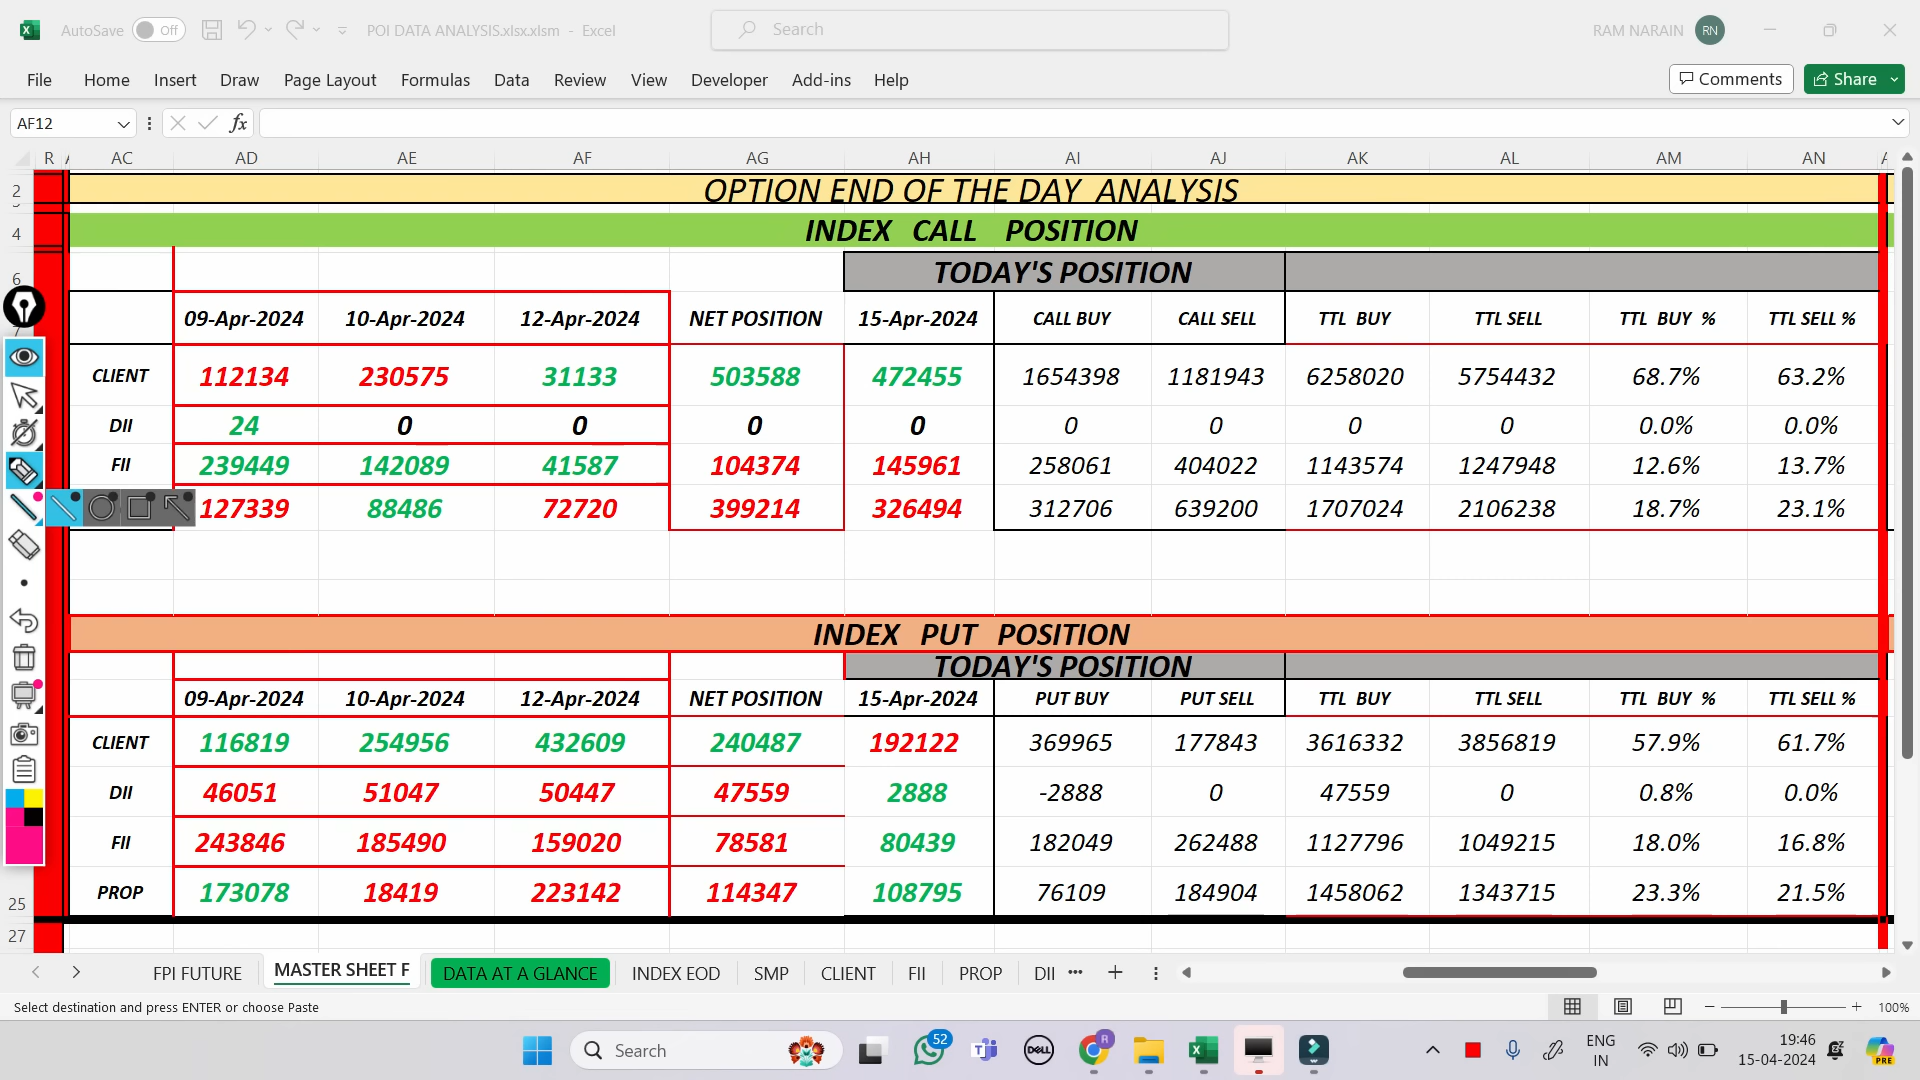 AutoSave Off POI DATA ANALYSIS.xlsx.xlsm - Excel Search RAM NARAIN RN
File Home Insert Draw Page Layout Formulas Data Review View Developer Add-ins Help Comments Share
AF12 fx
R AC AD AE AF AG AH AI AJ AK AL AM AN
2 OPTION END OF THE DAY ANALYSIS
4 INDEX CALL POSITION
6 TODAY'S POSITION
09-Apr-2024 10-Apr-2024 12-Apr-2024 NET POSITION 15-Apr-2024 CALL BUY CALL SELL TTL BUY TTL SELL TTL BUY % TTL SELL %
CLIENT 112134 230575 31133 503588 472455 1654398 1181943 6258020 5754432 68.7% 63.2%
DII 24 0 0 0 0 0 0 0 0 0.0% 0.0%
FII 239449 142089 41587 104374 145961 258061 404022 1143574 1247948 12.6% 13.7%
127339 88486 72720 399214 326494 312706 639200 1707024 2106238 18.7% 23.1%
INDEX PUT POSITION
TODAY'S POSITION
09-Apr-2024 10-Apr-2024 12-Apr-2024 NET POSITION 15-Apr-2024 PUT BUY PUT SELL TTL BUY TTL SELL TTL BUY % TTL SELL %
CLIENT 116819 254956 432609 240487 192122 369965 177843 3616332 3856819 57.9% 61.7%
DII 46051 51047 50447 47559 2888 -2888 0 47559 0 0.8% 0.0%
FII 243846 185490 159020 78581 80439 182049 262488 1127796 1049215 18.0% 16.8%
25 PROP 173078 18419 223142 114347 108795 76109 184904 1458062 1343715 23.3% 21.5%
27
FPI FUTURE MASTER SHEET F DATA AT A GLANCE INDEX EOD SMP CLIENT FII PROP DII
Select destination and press ENTER or choose Paste 100%
Search 52 DELL R ENG 19:46
IN 15-04-2024 PRE